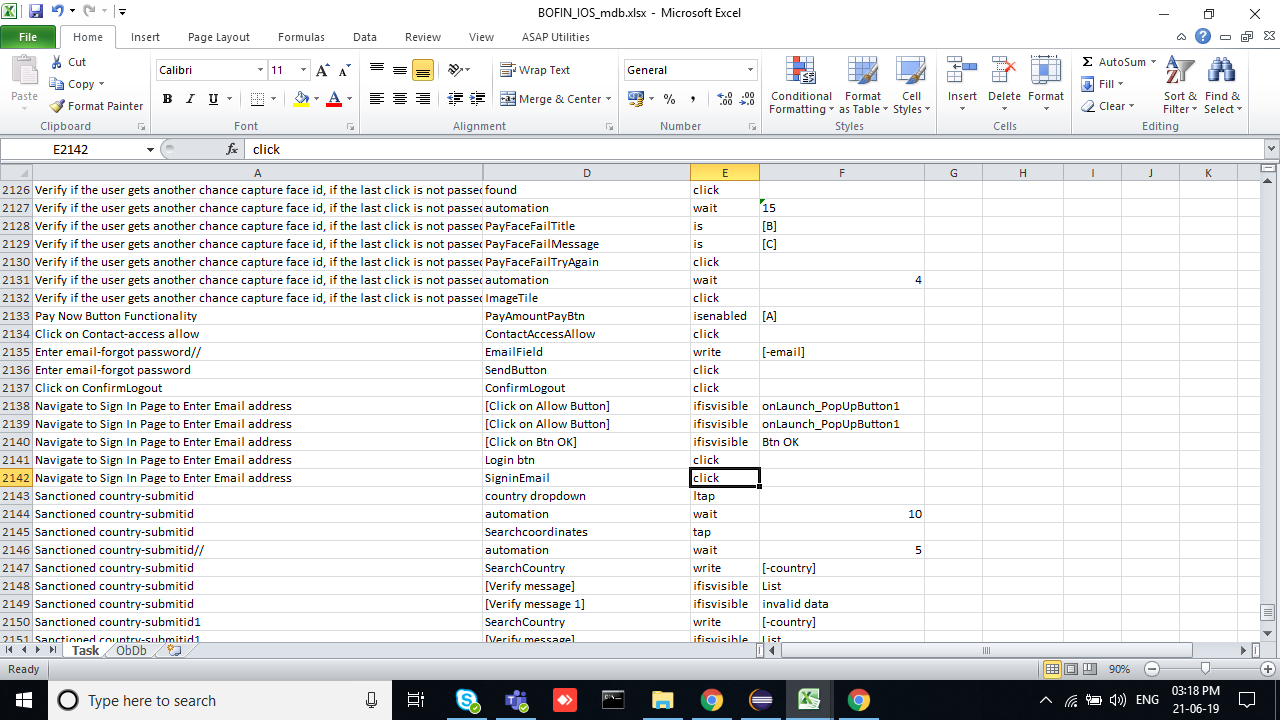 BOFIN_IOS_mdb.xlsx - Microsoft Excel
File Home Insert Page Layout Formulas Data Review View ASAP Utilities
Paste Cut Copy Format Painter Clipboard
Calibri 11 A A B I U A Font
Wrap Text Merge & Center Alignment
General % , .00 .0 Number
Conditional Formatting Format as Table Cell Styles Styles
Insert Delete Format Cells
Σ AutoSum Fill Clear Sort & Filter Find & Select Editing
E2142 fx click
A D E F G H I J K
2126 Verify if the user gets another chance capture face id, if the last click is not passed found click
2127 Verify if the user gets another chance capture face id, if the last click is not passed automation wait 15
2128 Verify if the user gets another chance capture face id, if the last click is not passed PayFaceFailTitle is [B]
2129 Verify if the user gets another chance capture face id, if the last click is not passed PayFaceFailMessage is [C]
2130 Verify if the user gets another chance capture face id, if the last click is not passed PayFaceFailTryAgain click
2131 Verify if the user gets another chance capture face id, if the last click is not passed automation wait 4
2132 Verify if the user gets another chance capture face id, if the last click is not passed ImageTile click
2133 Pay Now Button Functionality PayAmountPayBtn isenabled [A]
2134 Click on Contact-access allow ContactAccessAllow click
2135 Enter email-forgot password// EmailField write [-email]
2136 Enter email-forgot password SendButton click
2137 Click on ConfirmLogout ConfirmLogout click
2138 Navigate to Sign In Page to Enter Email address [Click on Allow Button] ifisvisible onLaunch_PopUpButton1
2139 Navigate to Sign In Page to Enter Email address [Click on Allow Button] ifisvisible onLaunch_PopUpButton1
2140 Navigate to Sign In Page to Enter Email address [Click on Btn OK] ifisvisible Btn OK
2141 Navigate to Sign In Page to Enter Email address Login btn click
2142 Navigate to Sign In Page to Enter Email address SigninEmail click
2143 Sanctioned country-submitid country dropdown ltap
2144 Sanctioned country-submitid automation wait 10
2145 Sanctioned country-submitid Searchcoordinates tap
2146 Sanctioned country-submitid// automation wait 5
2147 Sanctioned country-submitid SearchCountry write [-country]
2148 Sanctioned country-submitid [Verify message] ifisvisible List
2149 Sanctioned country-submitid [Verify message 1] ifisvisible invalid data
2150 Sanctioned country-submitid1 SearchCountry write [-country]
2151 Sanctioned country-submitid1 [Verify message] ifisvisible List
Task ObDb
Ready 90%
Type here to search ENG 03:18 PM
21-06-19